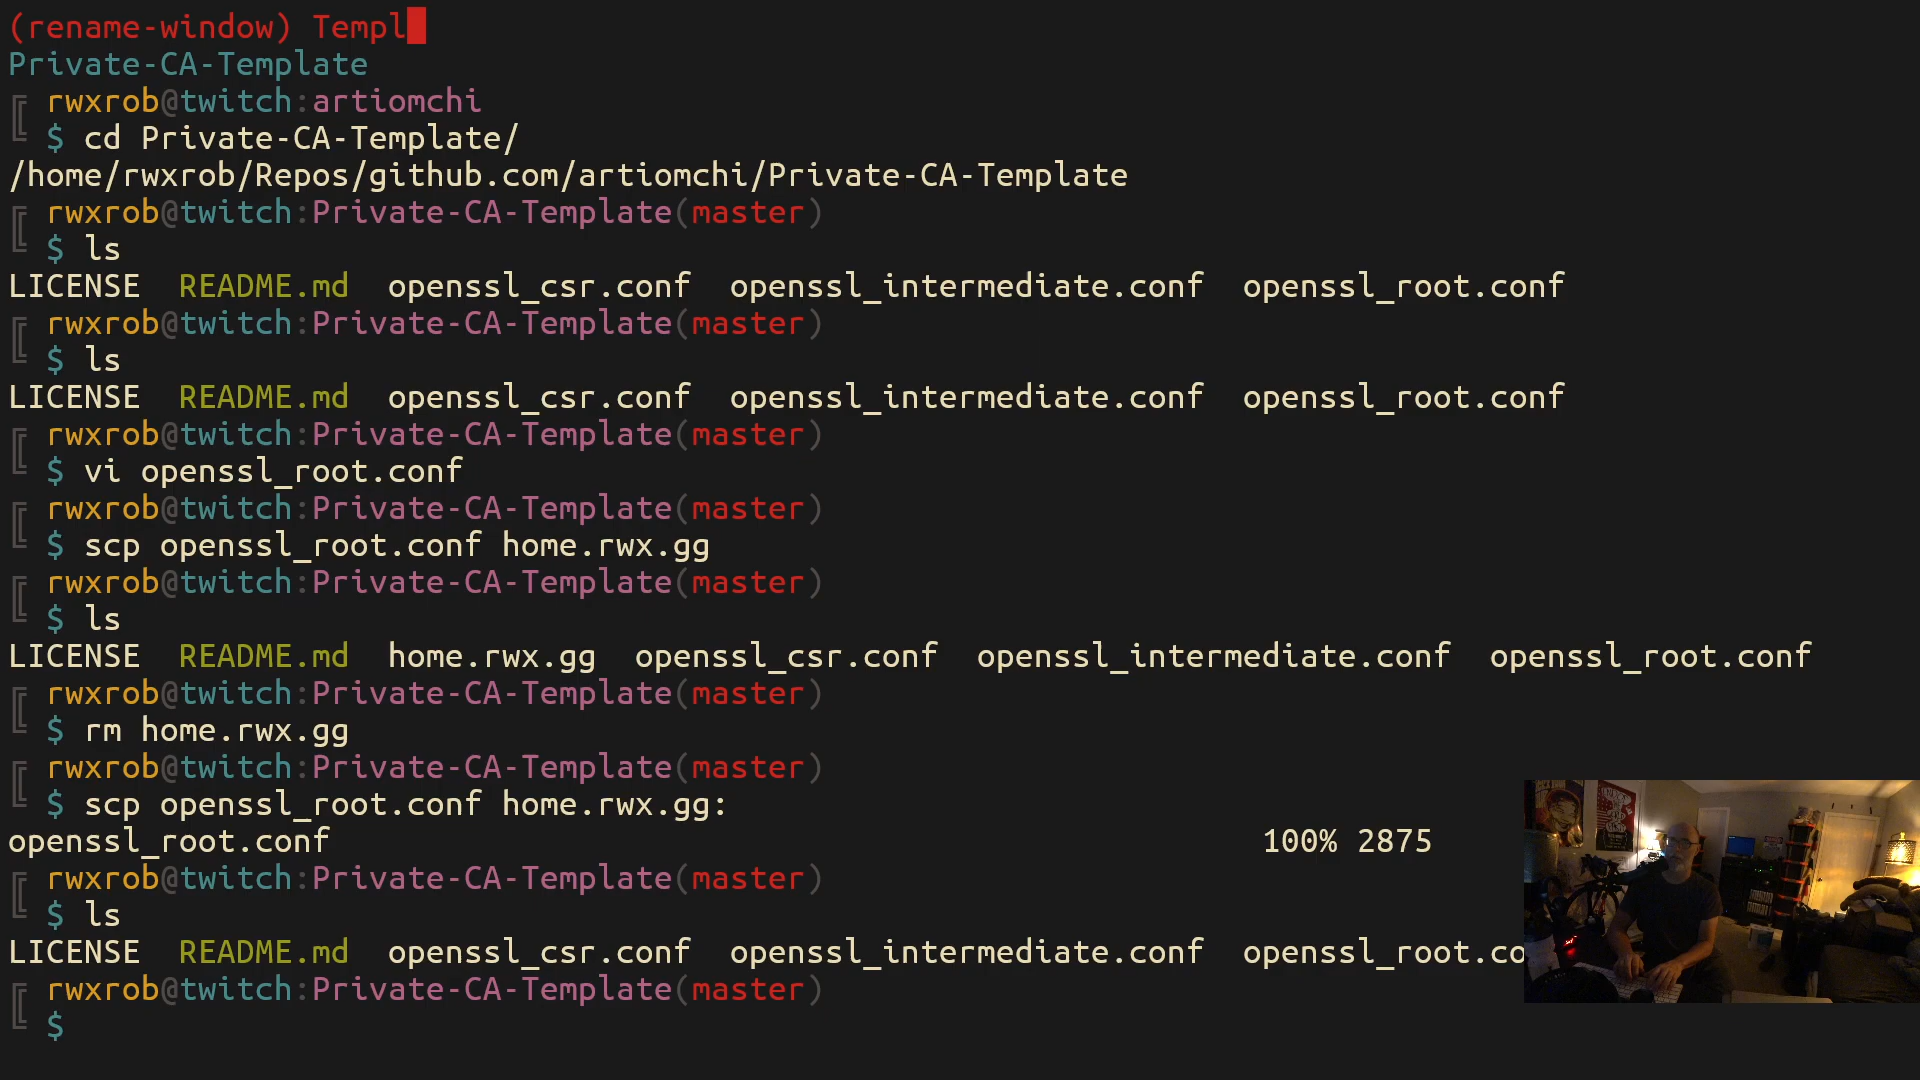 (rename-window) Templ
Private-CA-Template
rwxrob@twitch:artiomchi
$ cd Private-CA-Template/
/home/rwxrob/Repos/github.com/artiomchi/Private-CA-Template
rwxrob@twitch:Private-CA-Template(master)
$ ls
LICENSE README.md openssl_csr.conf openssl_intermediate.conf openssl_root.conf
rwxrob@twitch:Private-CA-Template(master)
$ ls
LICENSE README.md openssl_csr.conf openssl_intermediate.conf openssl_root.conf
rwxrob@twitch:Private-CA-Template(master)
$ vi openssl_root.conf
rwxrob@twitch:Private-CA-Template(master)
$ scp openssl_root.conf home.rwx.gg
rwxrob@twitch:Private-CA-Template(master)
$ ls
LICENSE README.md home.rwx.gg openssl_csr.conf openssl_intermediate.conf openssl_root.conf
rwxrob@twitch:Private-CA-Template(master)
$ rm home.rwx.gg
rwxrob@twitch:Private-CA-Template(master)
$ scp openssl_root.conf home.rwx.gg:
openssl_root.conf 100% 2875
rwxrob@twitch:Private-CA-Template(master)
$ ls
LICENSE README.md openssl_csr.conf openssl_intermediate.conf openssl_root.co
rwxrob@twitch:Private-CA-Template(master)
$